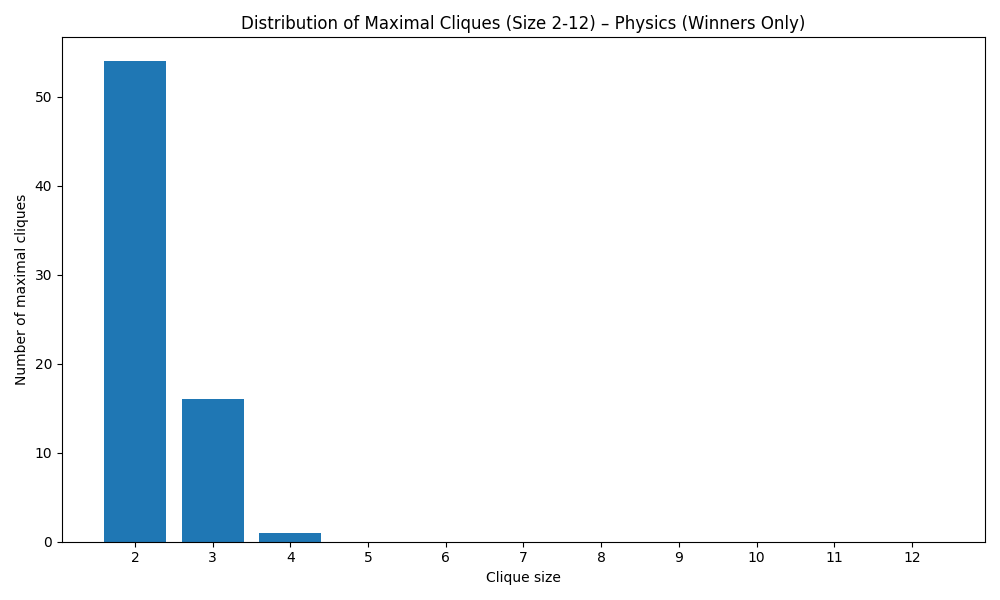 Distribution of Maximal Cliques (Size 2-12) – Physics (Winners Only)
Number of maximal cliques
50
40
30
20
10
0
2 3 4 5 6 7 8 9 10 11 12
Clique size